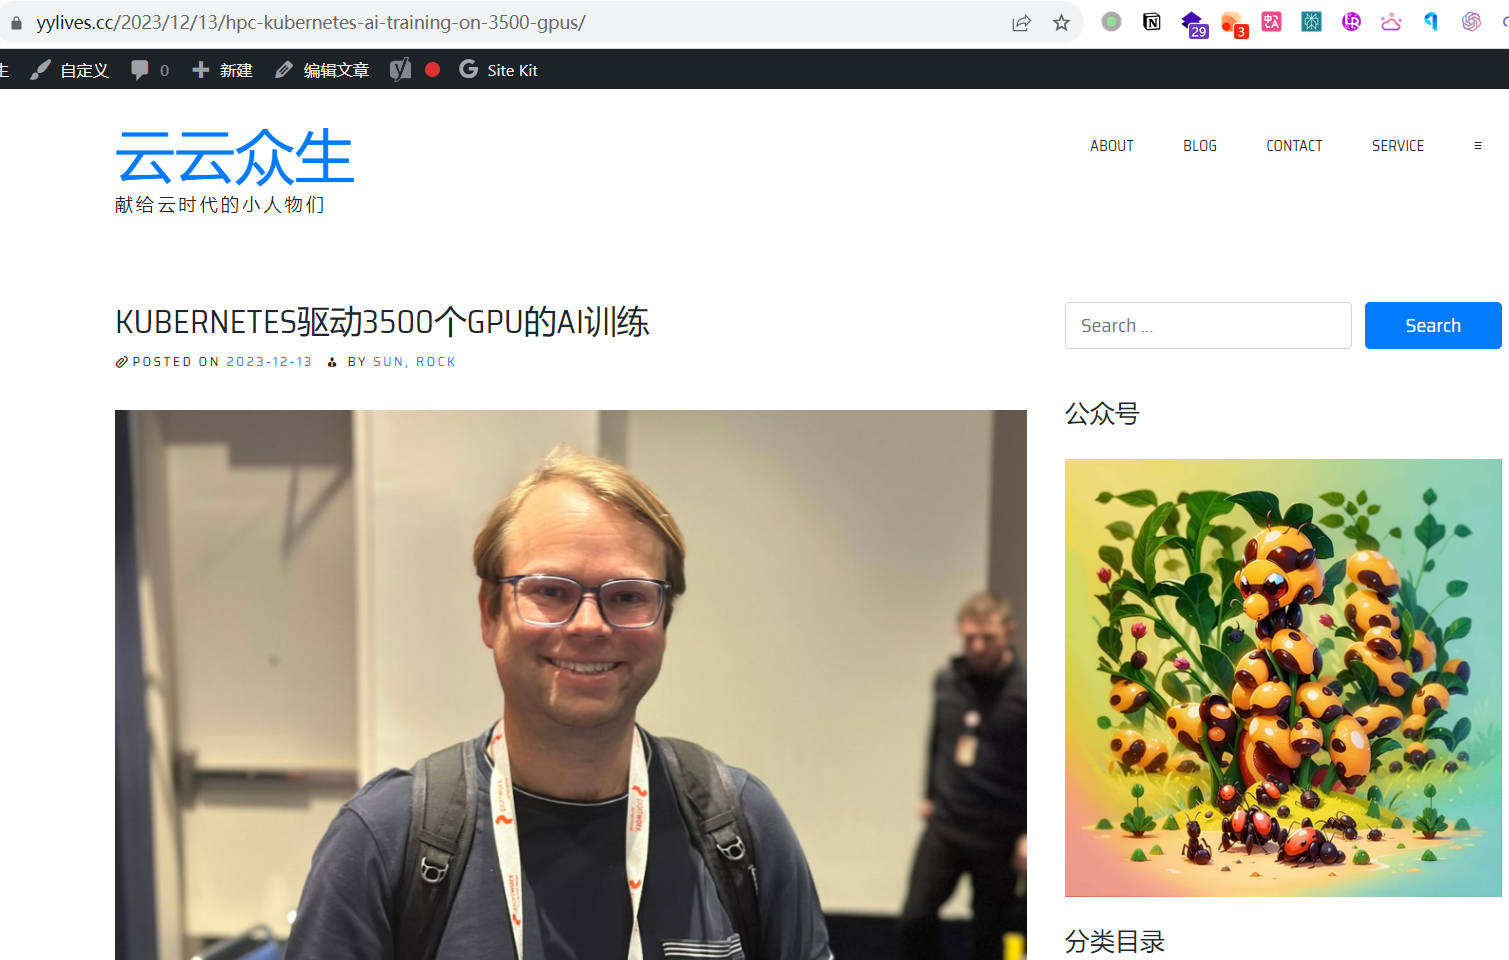 yylives.cc/2023/12/13/hpc-kubernetes-ai-training-on-3500-gpus/
29
3
生 自定义 0 新建 编辑文章 Site Kit
云云众生
献给云时代的小人物们
ABOUT BLOG CONTACT SERVICE ≡
KUBERNETES驱动3500个GPU的AI训练
POSTED ON 2023-12-13 BY SUN, ROCK
Search ...
Search
公众号
分类目录